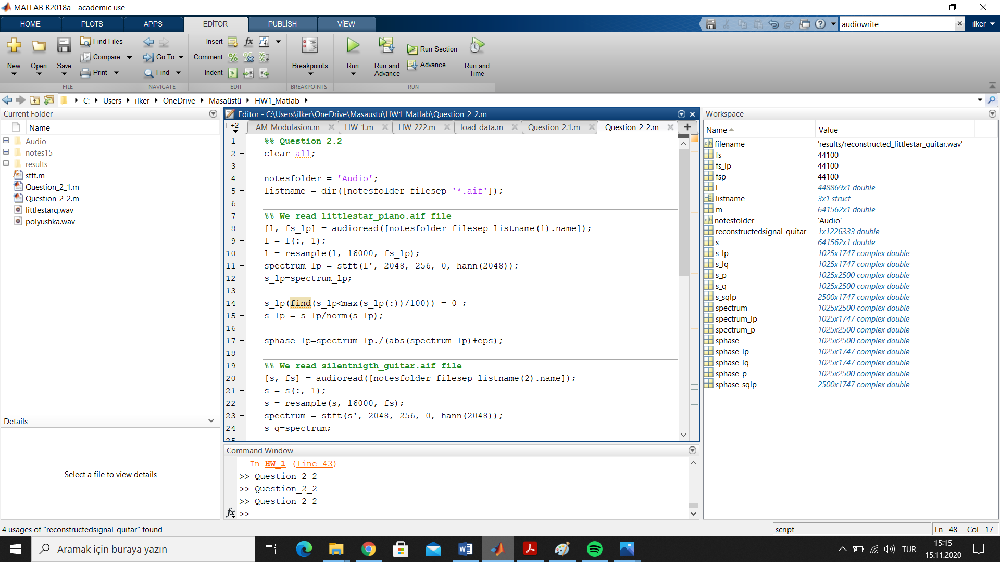 MATLAB R2018a - academic use
HOME PLOTS APPS EDİTOR PUBLİSH VİEW audiowrite ilker
New Open Save Find Files Compare Print Go To Find Insert Comment Indent Breakpoints Run Run and Advance Run Section Advance Run and Time
FİLE NAVİGATE EDİT BREAKPOİNTS RUN
C: Users ilker OneDrive Masaüstü HW1_Matlab
Current Folder
Name
Audio
notes15
results
stft.m
Question_2_1.m
Question_2_2.m
littlestarq.wav
polyushka.wav
Details
Select a file to view details
Editor - C:\Users\ilker\OneDrive\Masaüstü\HW1_Matlab\Question_2_2.m
+2 AM_Modulasion.m HW_1.m HW_222.m load_data.m Question_2.1.m Question_2_2.m
1 %% Question 2.2
2 clear all;
3
4 notesfolder = 'Audio';
5 listname = dir([notesfolder filesep '*.aif']);
6
7 %% We read littlestar_piano.aif file
8 [l, fs_lp] = audioread([notesfolder filesep listname(1).name]);
9 l = l(:, 1);
10 l = resample(l, 16000, fs_lp);
11 spectrum_lp = stft(l', 2048, 256, 0, hann(2048));
12 s_lp=spectrum_lp;
13
14 s_lp(find(s_lp<max(s_lp(:))/100)) = 0 ;
15 s_lp = s_lp/norm(s_lp);
16
17 sphase_lp=spectrum_lp./(abs(spectrum_lp)+eps);
18
19 %% We read silentnigth_guitar.aif file
20 [s, fs] = audioread([notesfolder filesep listname(2).name]);
21 s = s(:, 1);
22 s = resample(s, 16000, fs);
23 spectrum = stft(s', 2048, 256, 0, hann(2048));
24 s_q=spectrum;
Command Window
In HW_1 (line 43)
>> Question_2_2
>> Question_2_2
>> Question_2_2
fx >>
Workspace
Name Value
filename 'results/reconstructed_littlestar_guitar.wav'
fs 44100
fs_lp 44100
fsp 44100
l 448869x1 double
listname 3x1 struct
m 641562x1 double
notesfolder 'Audio'
reconstructedsignal_quitar 1x1226333 double
s 641562x1 double
s_lp 1025x1747 complex double
s_lq 1025x1747 complex double
s_p 1025x2500 complex double
s_q 1025x2500 complex double
s_sqlp 2500x1747 complex double
spectrum 1025x2500 complex double
spectrum_lp 1025x1747 complex double
spectrum_p 1025x2500 complex double
sphase 1025x2500 complex double
sphase_lp 1025x1747 complex double
sphase_lq 1025x1747 complex double
sphase_p 1025x2500 complex double
sphase_sqlp 2500x1747 complex double
4 usages of "reconstructedsignal_quitar" found
script Ln 48 Col 17
Aramak için buraya yazın
TUR 15:15
15.11.2020